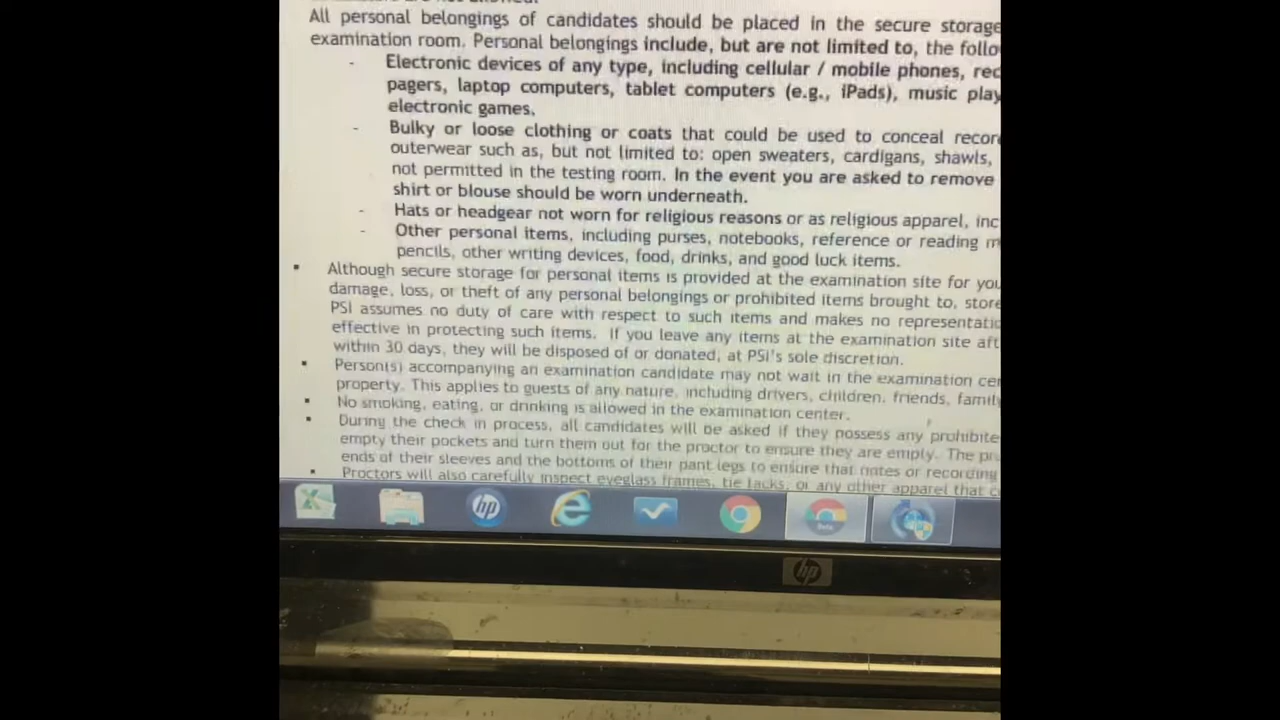 All personal belongings of candidates should be placed in the secure storage
examination room. Personal belongings include, but are not limited to, the follo
- Electronic devices of any type, including cellular / mobile phones, rec
pagers, laptop computers, tablet computers (e.g., iPads), music play
electronic games.
- Bulky or loose clothing or coats that could be used to conceal recor
outerwear such as, but not limited to: open sweaters, cardigans, shawls,
not permitted in the testing room. In the event you are asked to remove
shirt or blouse should be worn underneath.
- Hats or headgear not worn for religious reasons or as religious apparel, inc
- Other personal items, including purses, notebooks, reference or reading m
pencils, other writing devices, food, drinks, and good luck items.
▪ Although secure storage for personal items is provided at the examination site for you
damage, loss, or theft of any personal belongings or prohibited items brought to, store
PSI assumes no duty of care with respect to such items and makes no representatio
effective in protecting such items. If you leave any items at the examination site aft
within 30 days, they will be disposed of or donated, at PSI's sole discretion.
▪ Person(s) accompanying an examination candidate may not wait in the examination cen
property. This applies to guests of any nature, including drivers, children, friends, family
▪ No smoking, eating, or drinking is allowed in the examination center.
▪ During the check in process, all candidates will be asked if they possess any prohibite
empty their pockets and turn them out for the proctor to ensure they are empty. The pr
ends of their sleeves and the bottoms of their pant legs to ensure that notes or recording
▪ Proctors will also carefully inspect eyeglass frames, tie tacks, or any other apparel that c
hp
Beta
hp